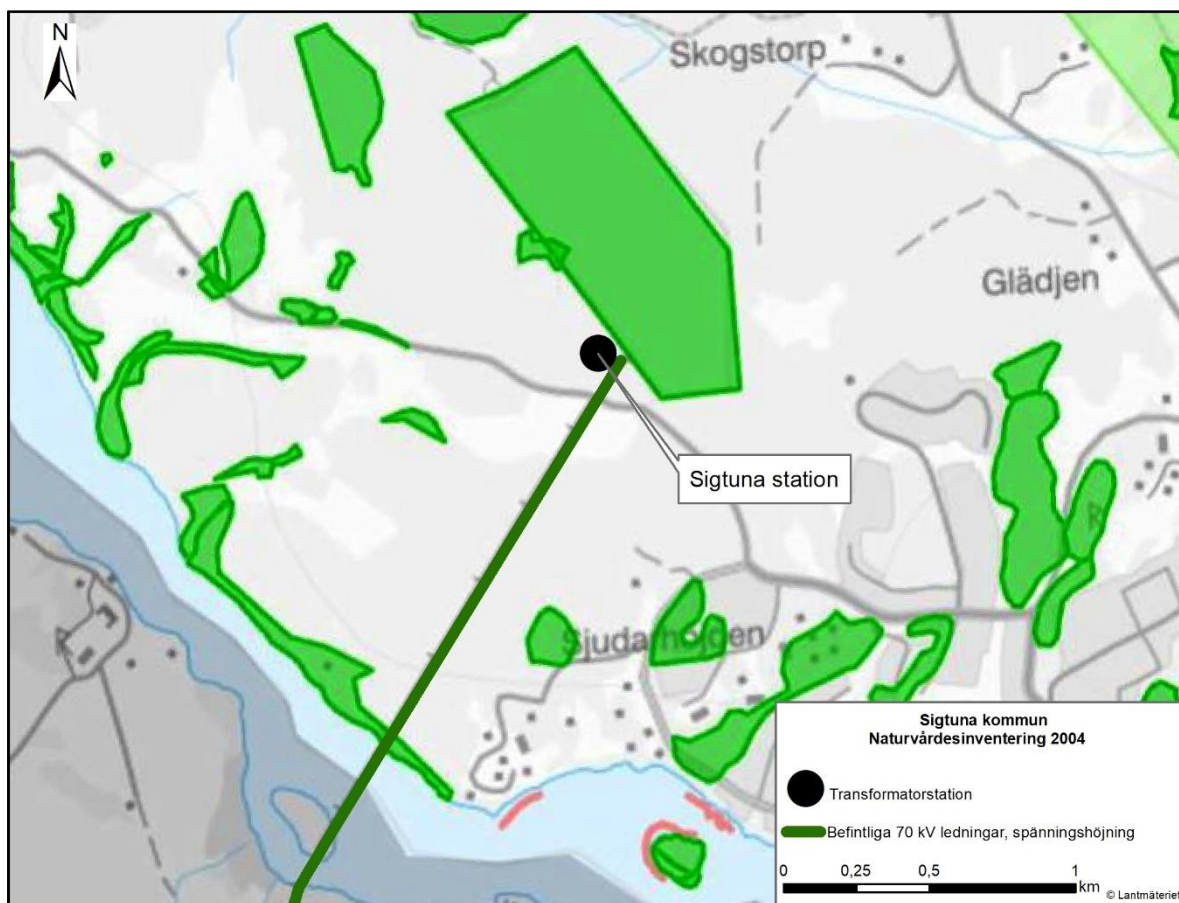 N
Skogstorp
Glädjen
Sigtuna station
Sjudarhöjden
Sigtuna kommun
Naturvårdesinventering 2004
Transformatorstation
Befintliga 70 kV ledningar, spänningshöjning
0 0,25 0,5 1
km
© Lantmäteriet